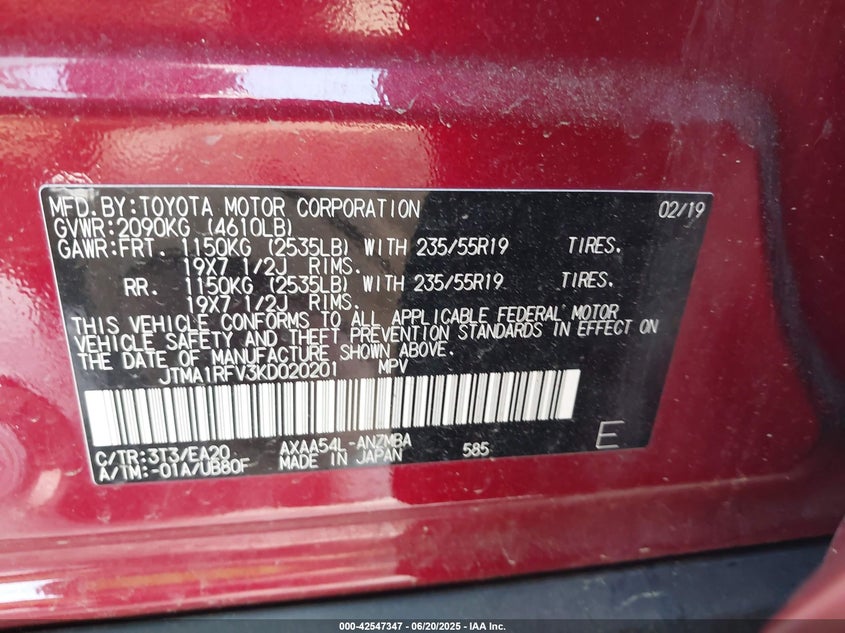 MFD.BY:TOYOTA MOTOR CORPORATION 02/19
GVWR:2090KG (4610LB)
GAWR:FRT. 1150KG (2535LB) WITH 235/55R19 TIRES.
19X7 1/2J RIMS.
RR. 1150KG (2535LB) WITH 235/55R19 TIRES.
19X7 1/2J RIMS.
THIS VEHICLE CONFORMS TO ALL APPLICABLE FEDERAL MOTOR
VEHICLE SAFETY AND THEFT PREVENTION STANDARDS IN EFFECT ON
THE DATE OF MANUFACTURE SHOWN ABOVE.
JTMA1RFV3KD020201 MPV
C/TR:3T3/EA20 AXAA54L-ANZMBA 585 E
A/TM:-01A/UB80F MADE IN JAPAN
000-42547347 | 06/20/2025 - IAA Inc.